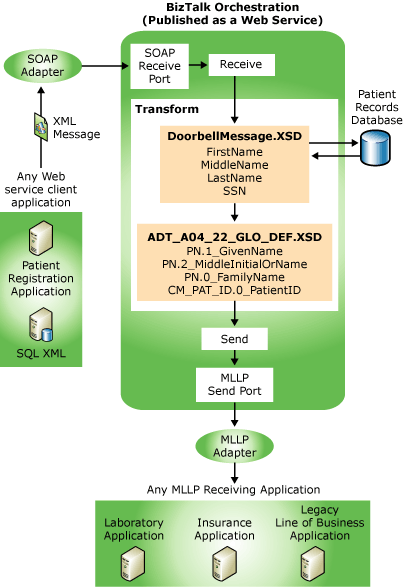 BizTalk Orchestration
(Published as a Web Service)
SOAP
Adapter
SOAP
Receive
Port
Receive
XML
Message
Transform
Patient
Records
Database
DoorbellMessage.XSD
FirstName
MiddleName
LastName
SSN
Any Web
service client
application
Patient
Registration
Application
SQL XML
ADT_A04_22_GLO_DEF.XSD
PN.1_GivenName
PN.2_MiddleInitialOrName
PN.0_FamilyName
CM_PAT_ID.0_PatientID
Send
MLLP
Send Port
MLLP
Adapter
Any MLLP Receiving Application
Laboratory
Application
Insurance
Application
Legacy
Line of Business
Application